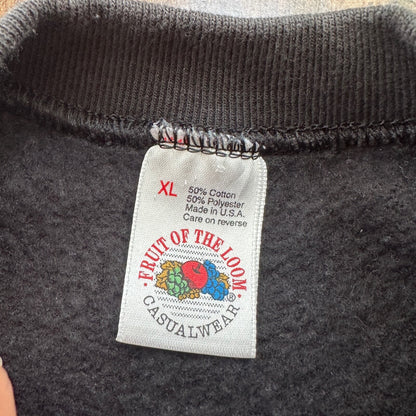 XL
50% Cotton
50% Polyester
Made in U.S.A.
Care on reverse
• FRUIT OF THE LOOM •
CASUALWEAR ®